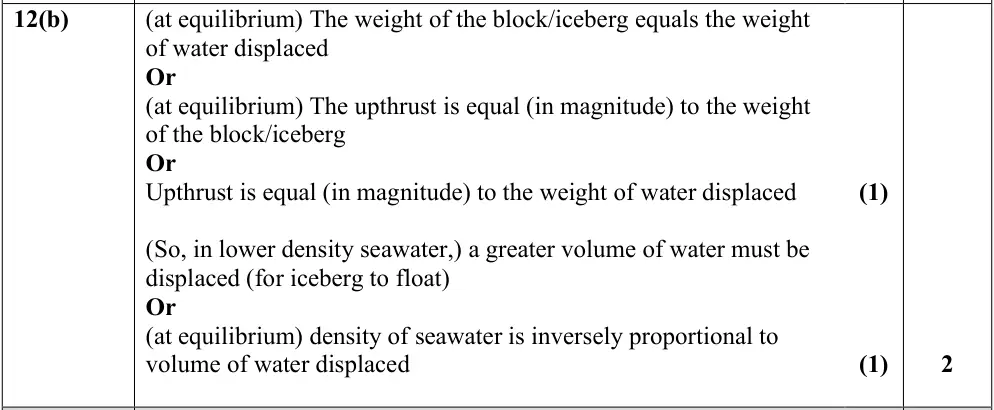 12(b)
(at equilibrium) The weight of the block/iceberg equals the weight
of water displaced
Or
(at equilibrium) The upthrust is equal (in magnitude) to the weight
of the block/iceberg
Or
Upthrust is equal (in magnitude) to the weight of water displaced (1)
(So, in lower density seawater,) a greater volume of water must be
displaced (for iceberg to float)
Or
(at equilibrium) density of seawater is inversely proportional to
volume of water displaced (1) 2